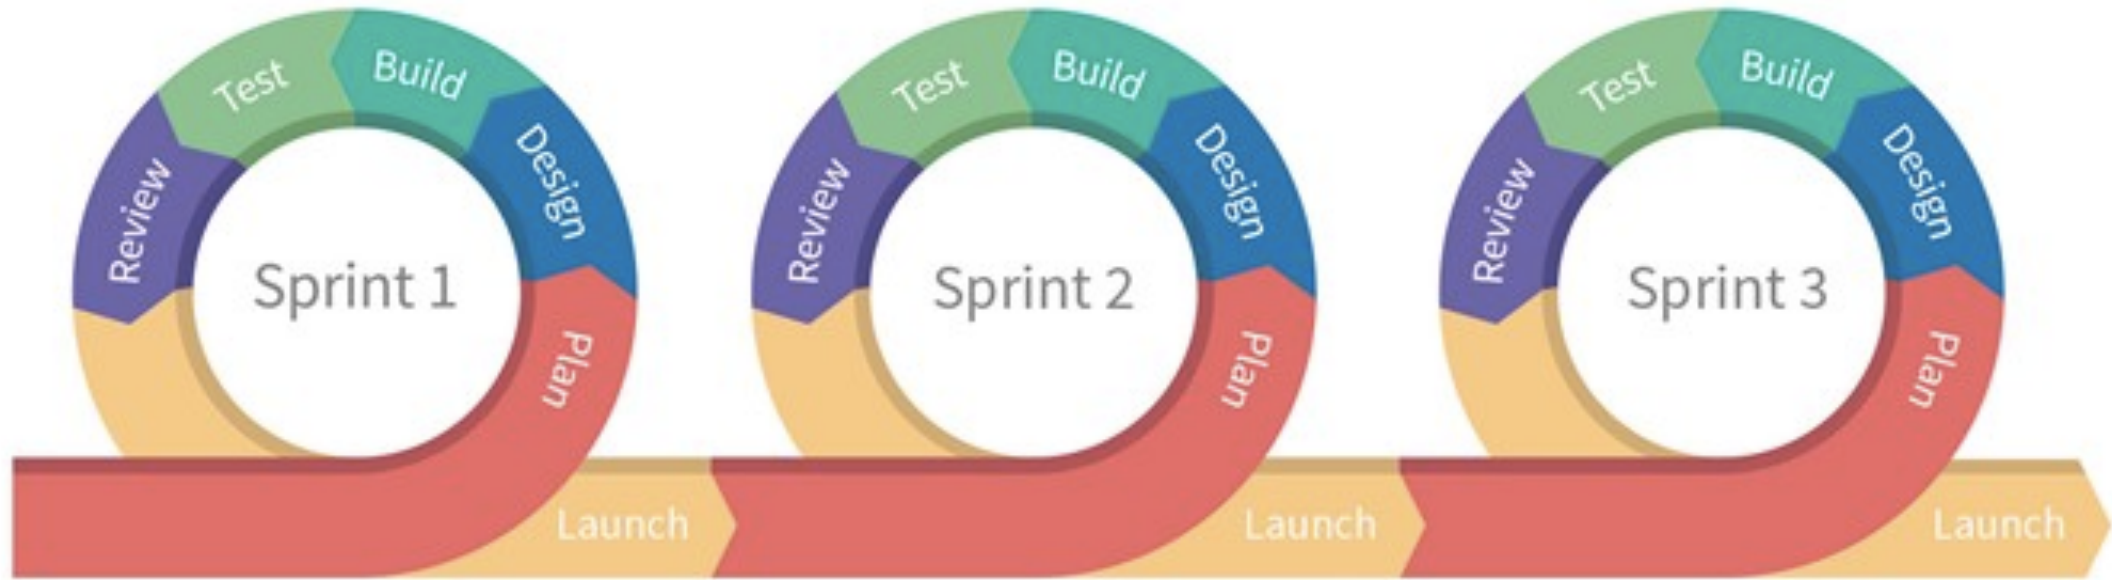 Test
Build
Design
Review
Sprint 1
Plan
Launch
Test
Build
Design
Review
Sprint 2
Plan
Launch
Test
Build
Design
Review
Sprint 3
Plan
Launch